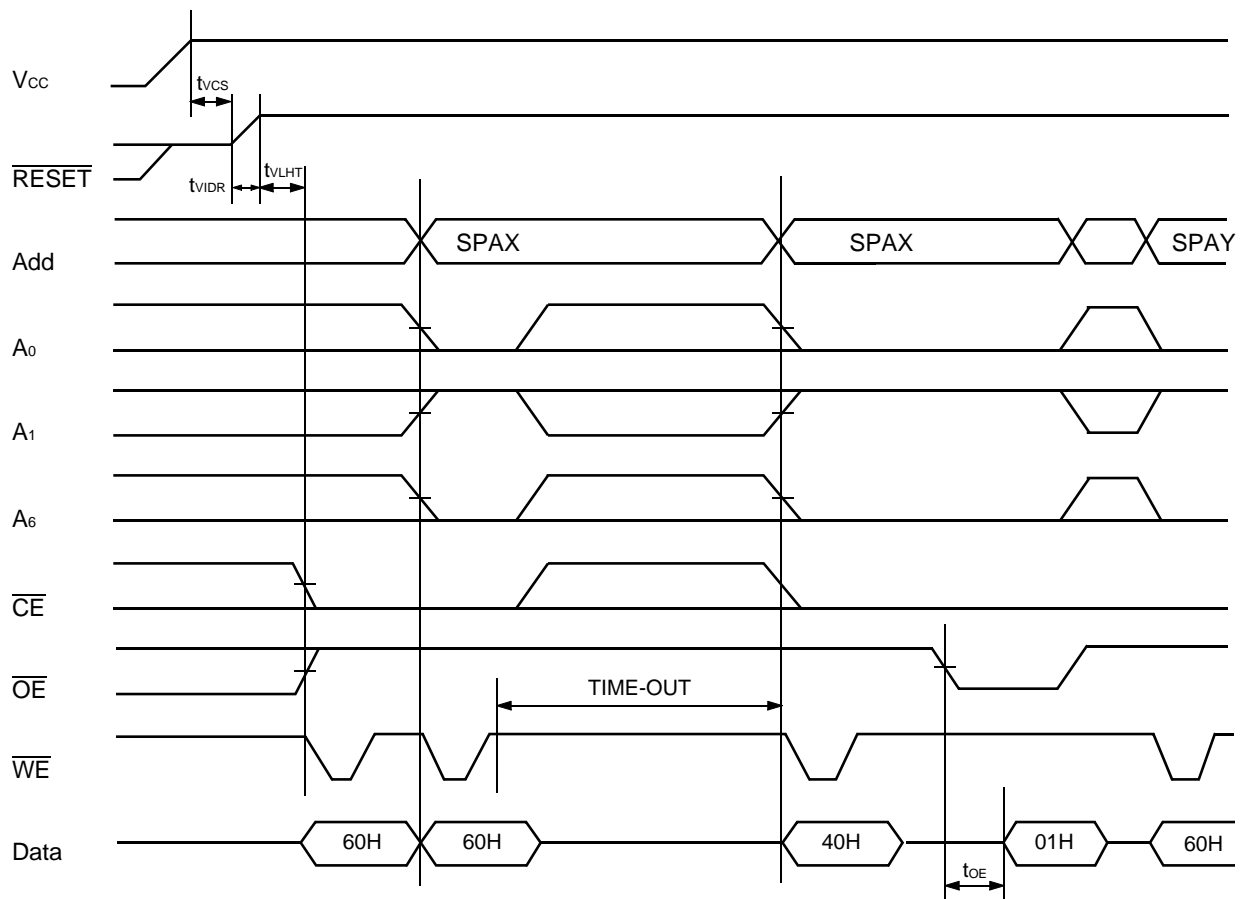 VCC
tVCS
RESET
tVIDR
tVLHT
Add
SPAX
SPAX
SPAY
A0
A1
A6
CE
OE
TIME-OUT
WE
Data
60H
60H
40H
01H
60H
tOE